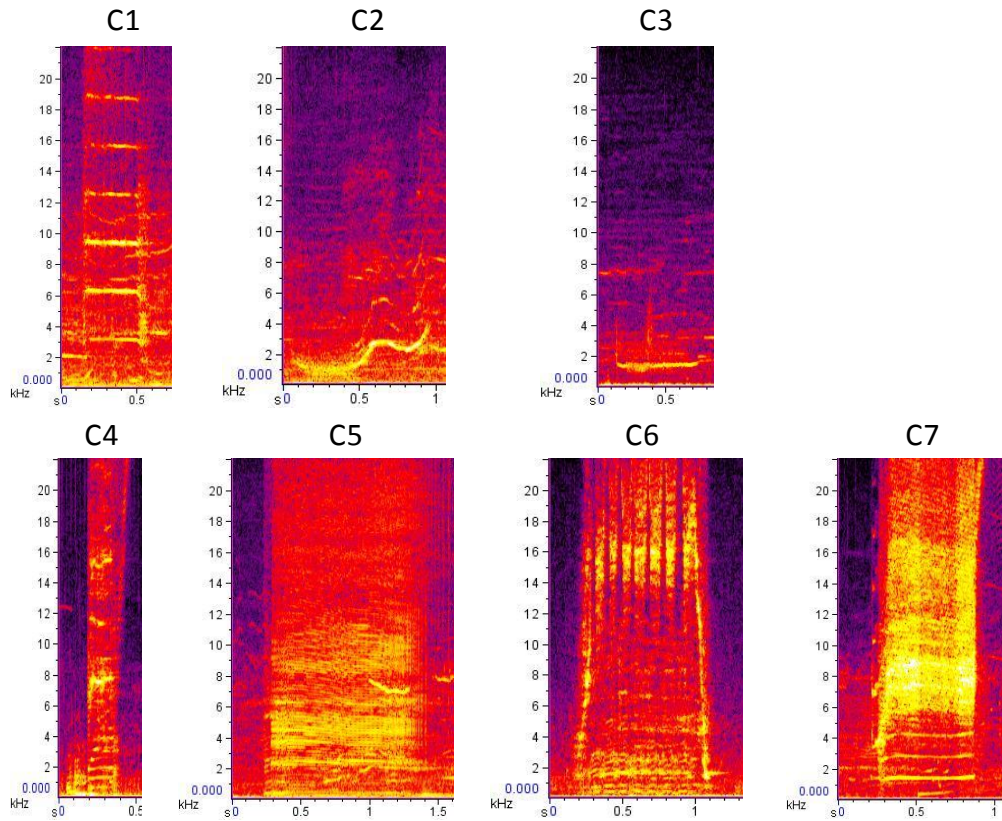 C1 C2 C3
20 20 20
18 18 18
16 16 16
14 14 14
12 12 12
10 10 10
8 8 8
6 6 6
4 4 4
2 2 2
0.000 0.000 0.000
kHz kHz kHz
s0 0.5 s0 0.5 1 s0 0.5
C4 C5 C6 C7
20 20 20 20
18 18 18 18
16 16 16 16
14 14 14 14
12 12 12 12
10 10 10 10
8 8 8 8
6 6 6 6
4 4 4 4
2 2 2 2
0.000 0.000 0.000 0.000
kHz kHz kHz kHz
s0 0.5 s0 0.5 1 1.5 s0 0.5 1 s0 0.5 1